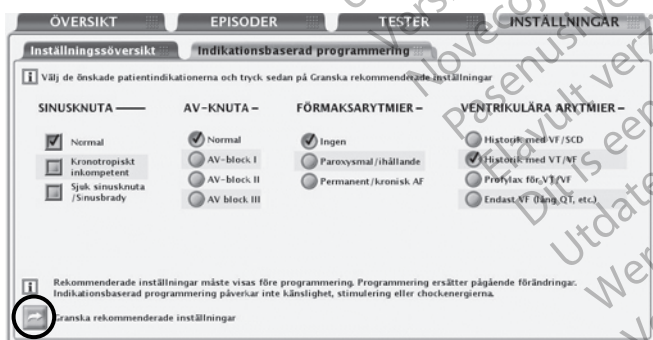 ÖVERSIKT EPISODER TESTER INSTÄLLNINGAR
Inställningssöversikt Indikationsbaserad programmering
Välj de önskade patientindikationerna och tryck sedan på Granska rekommenderade inställningar
SINUSKNUTA AV-KNUTA – FÖRMAKSARYTMIER – VENTRIKULÄRA ARYTMIER –
Normal
Kronotropiskt
inkompetent
Sjuk sinusknuta
/Sinusbrady
Normal
AV-block I
AV-block II
AV block III
Ingen
Paroxysmal/ihållande
Permanent/kronisk AF
Historik med VF/SCD
Historik med VT/VF
Profylax för VT/VF
Endast VF (lång QT, etc.)
Rekommenderade inställningar måste visas före programmering. Programmering ersätter pågående förändringar.
Indikationsbaserad programmering påverkar inte känslighet, stimulering eller chockenergierna.
Granska rekommenderade inställningar